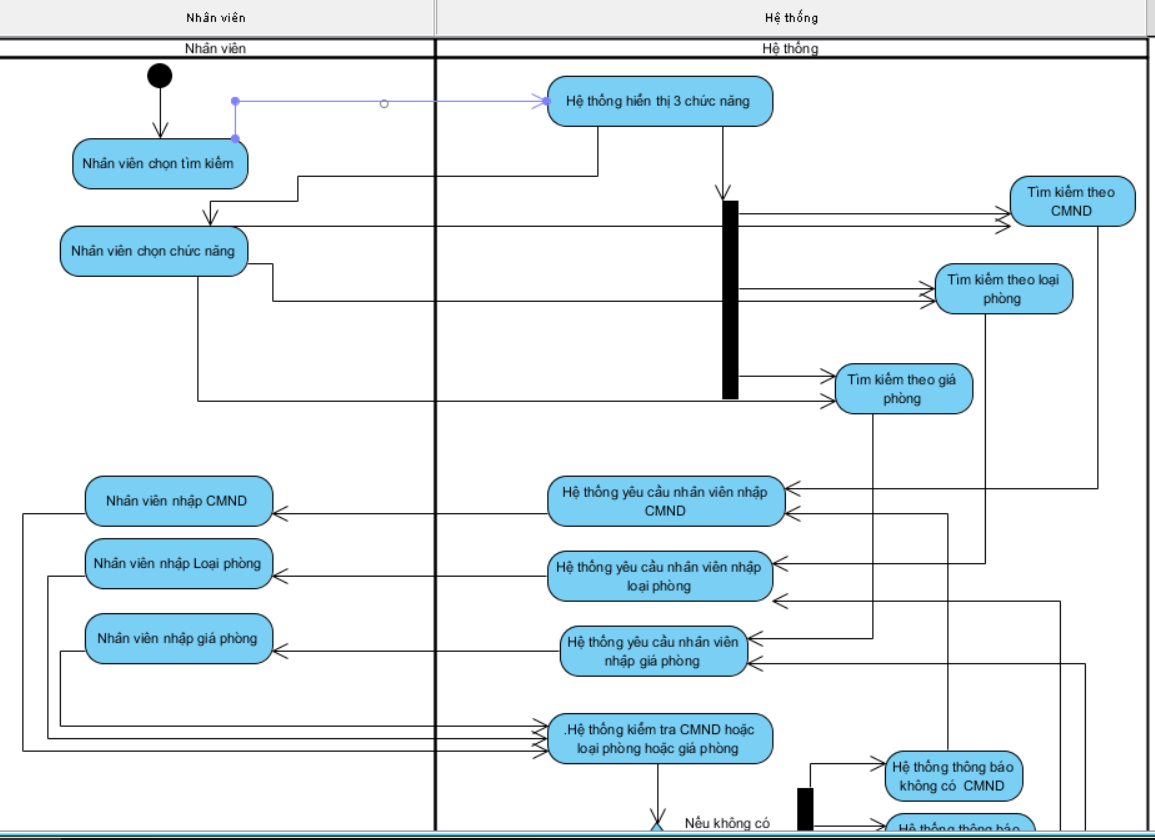 Nhân viên
Hệ thống
Nhân viên
Hệ thống
Hệ thống hiển thị 3 chức năng
Nhân viên chọn tìm kiếm
Tìm kiếm theo
CMND
Nhân viên chọn chức năng
Tìm kiếm theo loại
phòng
Tìm kiếm theo giá
phòng
Nhân viên nhập CMND
Hệ thống yêu cầu nhân viên nhập
CMND
Nhân viên nhập Loại phòng
Hệ thống yêu cầu nhân viên nhập
loại phòng
Nhân viên nhập giá phòng
Hệ thống yêu cầu nhân viên
nhập giá phòng
.Hệ thống kiểm tra CMND hoặc
loại phòng hoặc giá phòng
Hệ thống thông báo
không có CMND
Nếu không có
Hệ thống thông báo